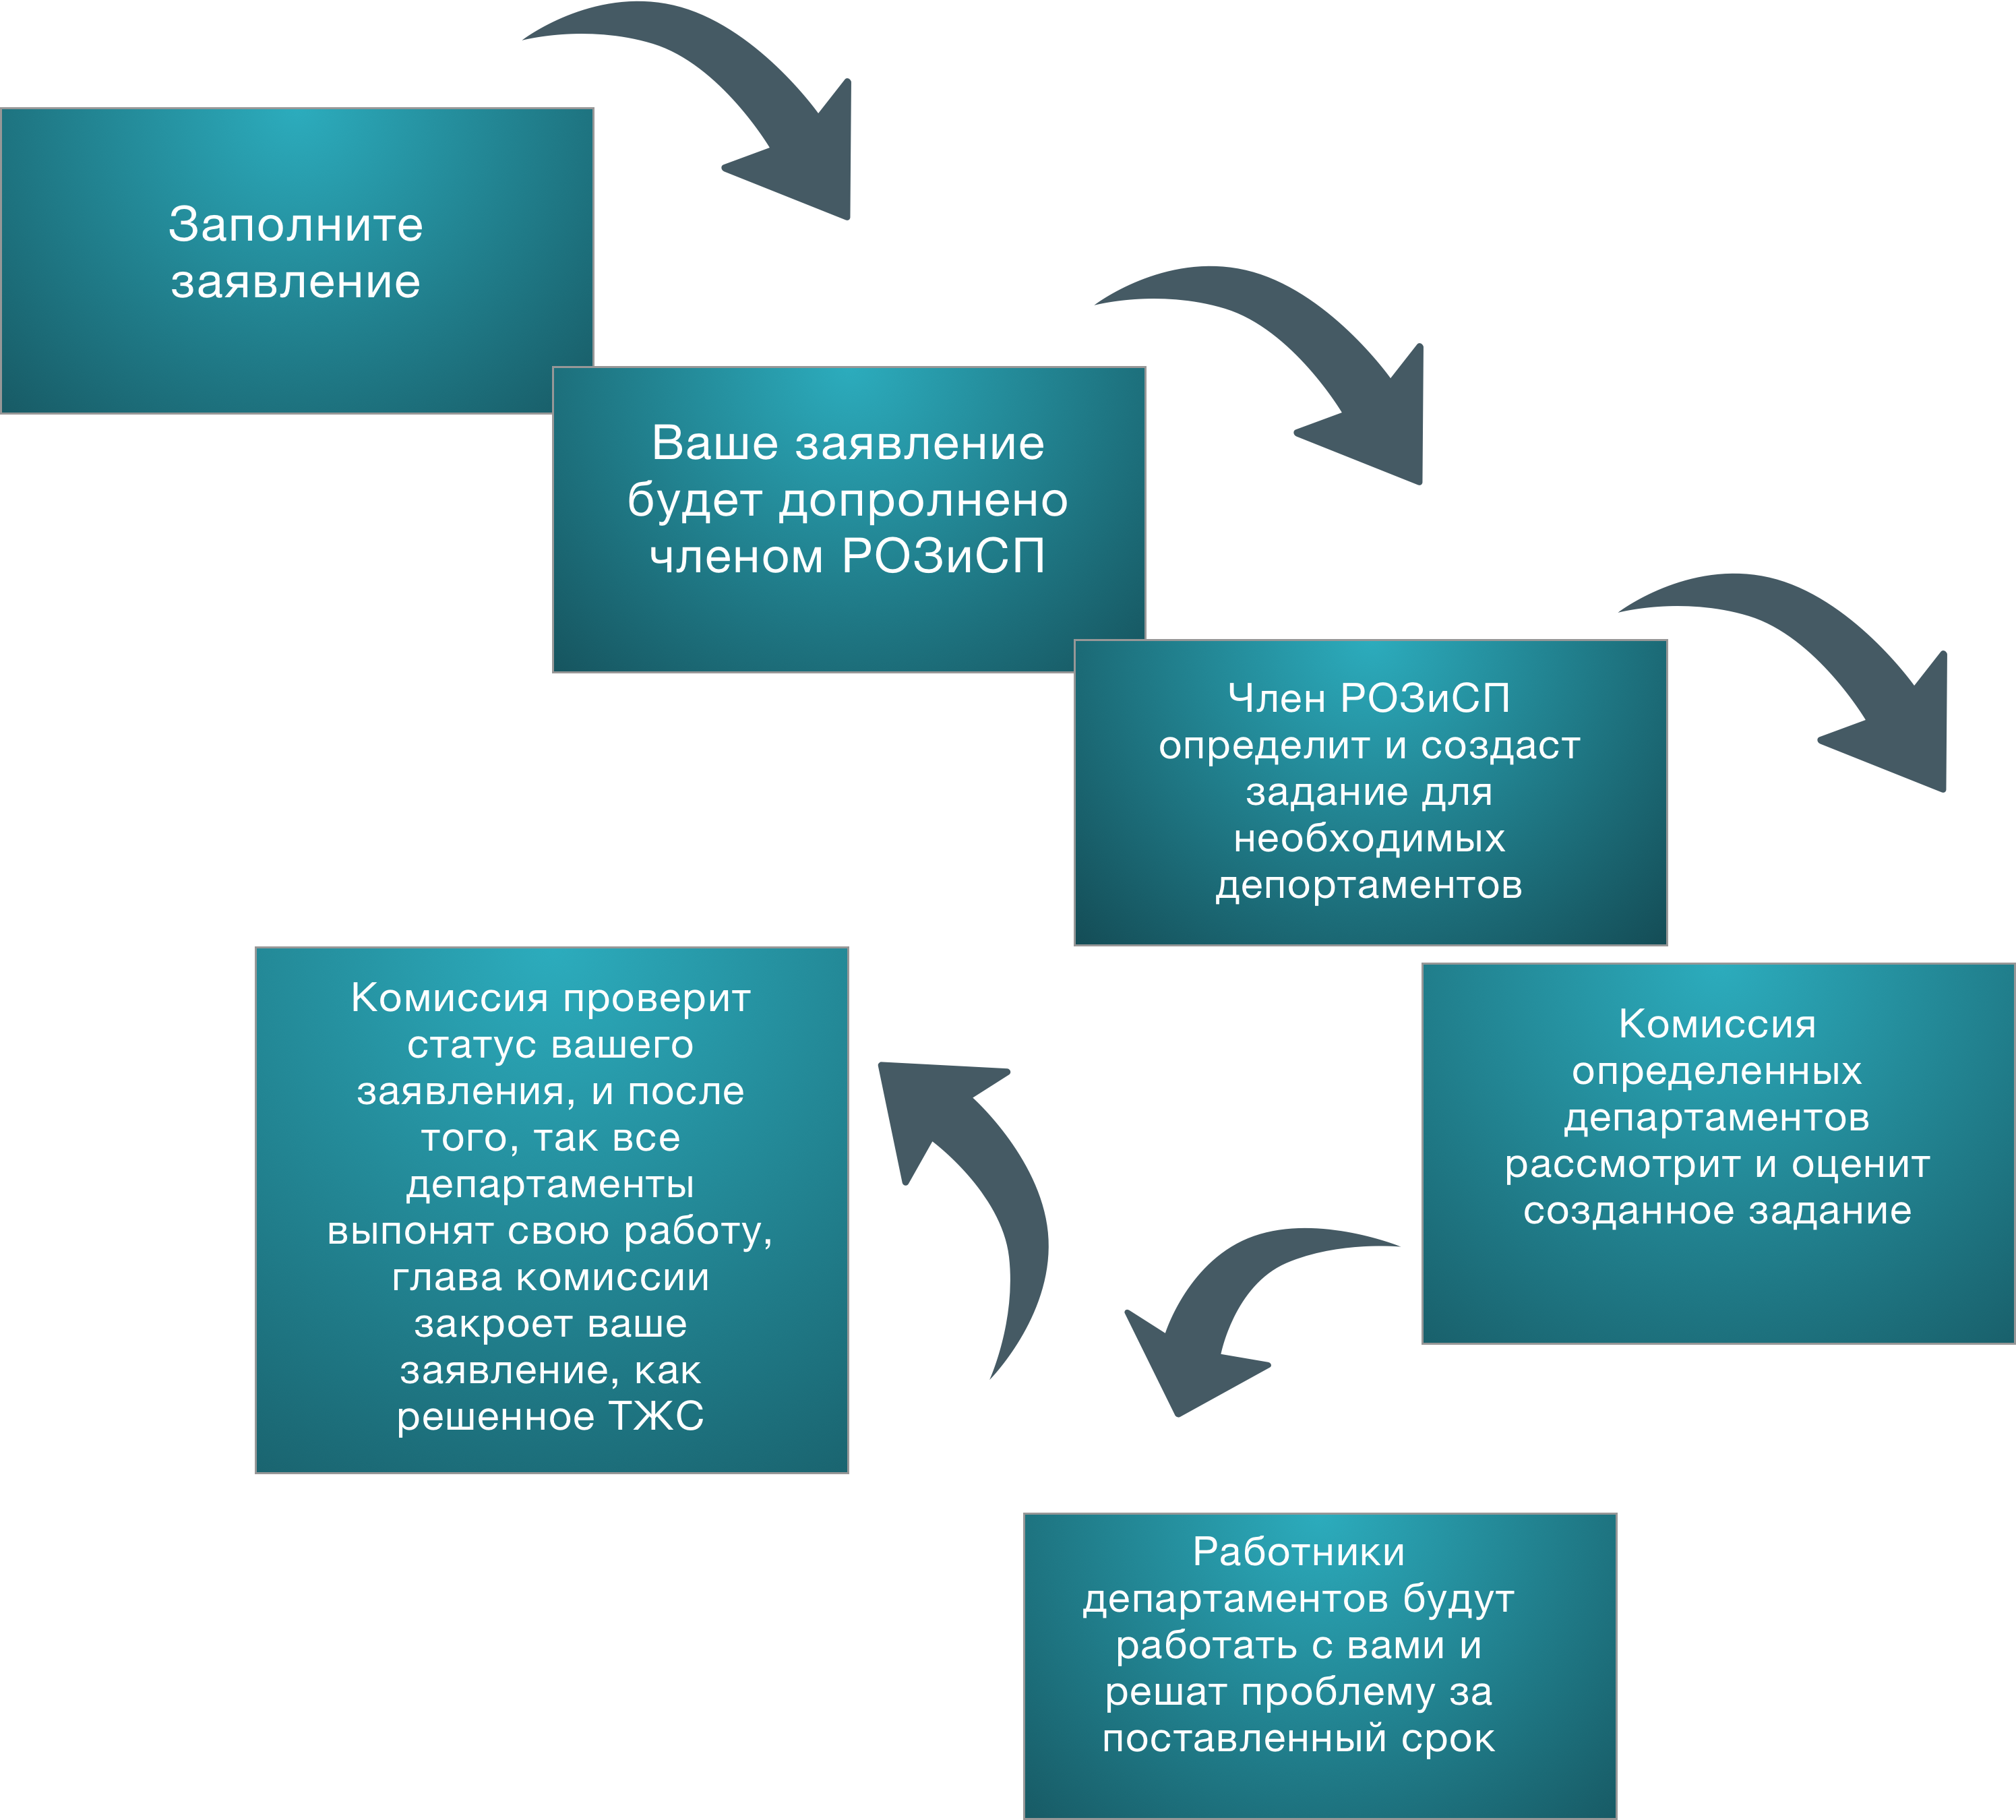 Заполните
заявление
Ваше заявление
будет допролнено
членом РОЗиСП
Член РОЗиСП
определит и создаст
задание для
необходимых
депортаментов
Комиссия
определенных
департаментов
рассмотрит и оценит
созданное задание
Работники
департаментов будут
работать с вами и
решат проблему за
поставленный срок
Комиссия проверит
статус вашего
заявления, и после
того, так все
департаменты
выпонят свою работу,
глава комиссии
закроет ваше
заявление, как
решенное ТЖС